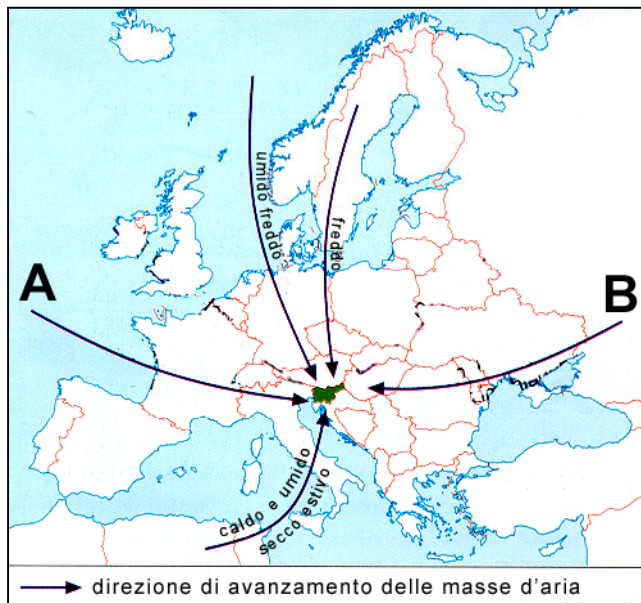 umido freddo
freddo
A
B
caldo e umido
secco estivo
direzione di avanzamento delle masse d'aria